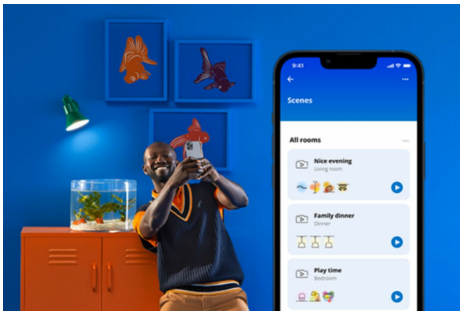 9:41
Scenes
All rooms
Nice evening
Living room
Family dinner
Dinner
Play time
Bedroom